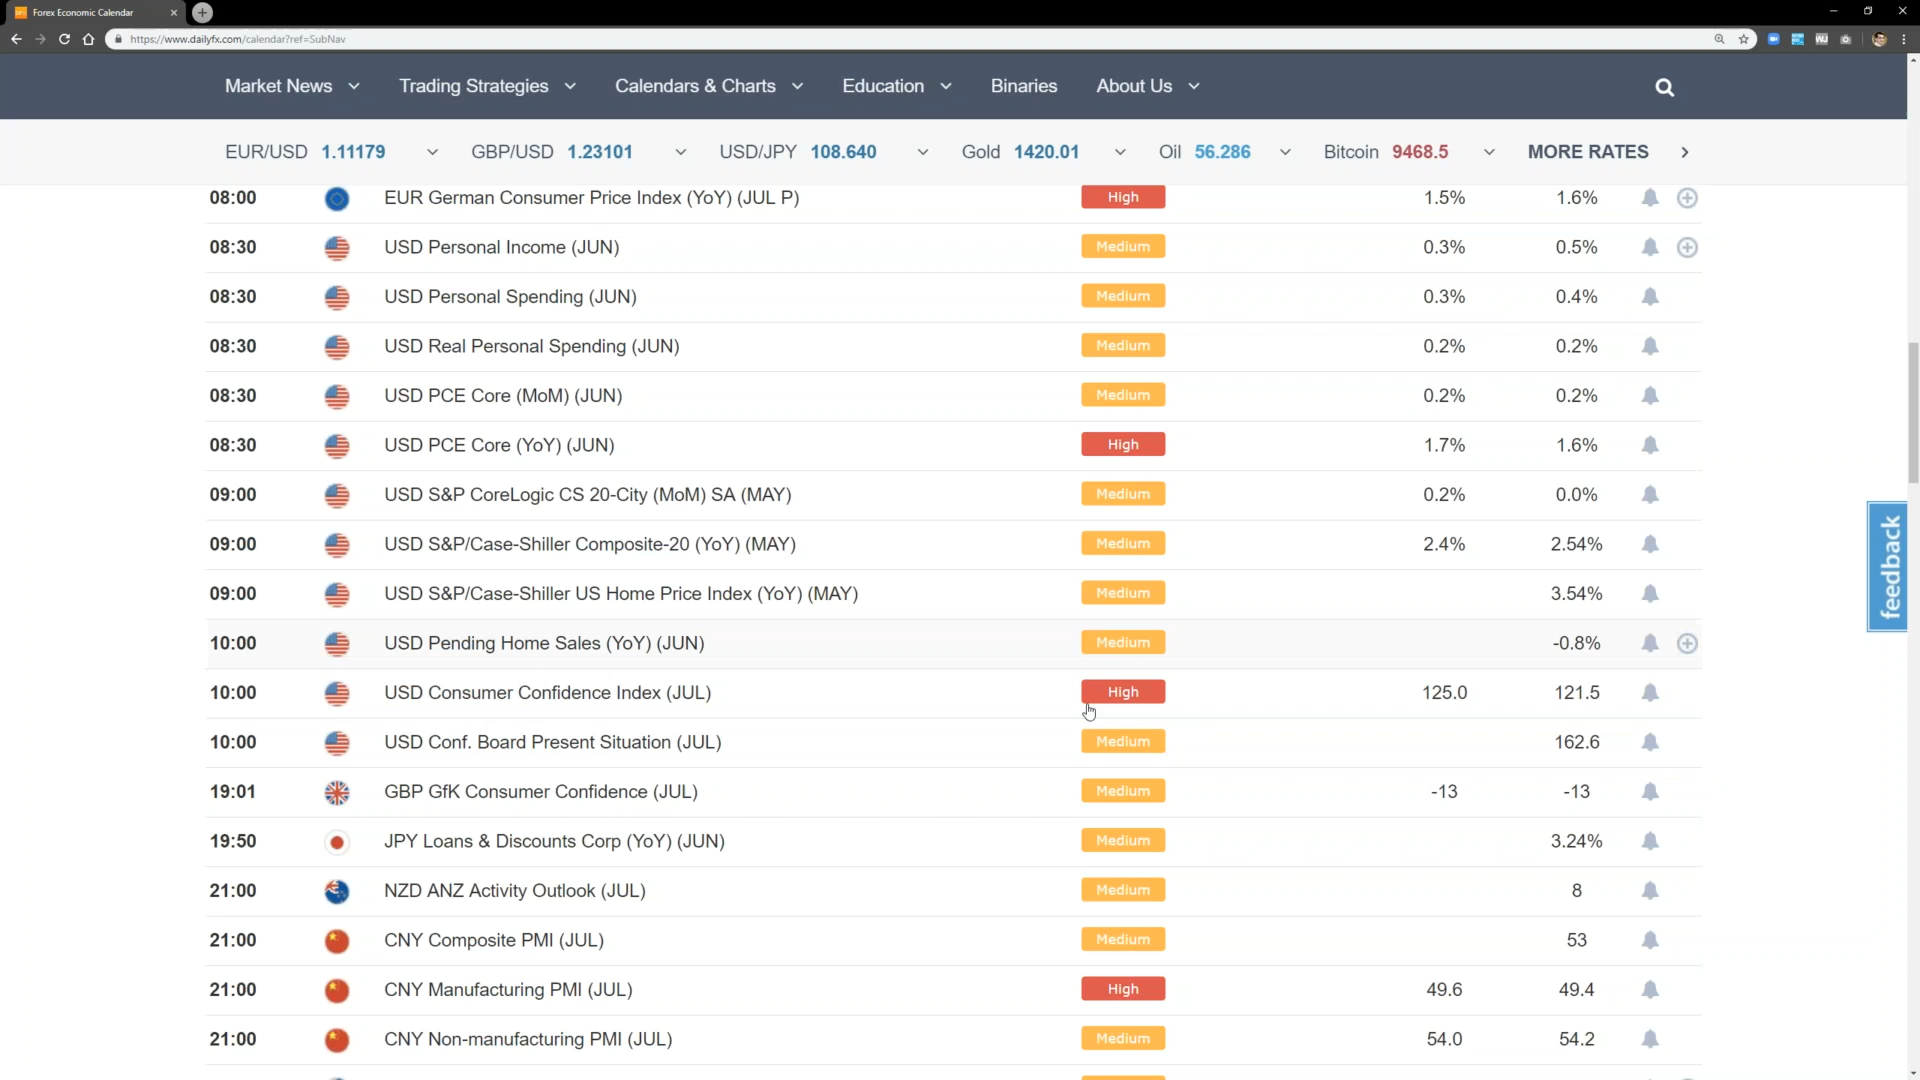 Forex Economic Calendar
https://www.dailyfx.com/calendar?ref=SubNav
Market News Trading Strategies Calendars & Charts Education Binaries About Us
EUR/USD 1.11179 GBP/USD 1.23101 USD/JPY 108.640 Gold 1420.01 Oil 56.286 Bitcoin 9468.5 MORE RATES
08:00 EUR German Consumer Price Index (YoY) (JUL P) High 1.5% 1.6%
08:30 USD Personal Income (JUN) Medium 0.3% 0.5%
08:30 USD Personal Spending (JUN) Medium 0.3% 0.4%
08:30 USD Real Personal Spending (JUN) Medium 0.2% 0.2%
08:30 USD PCE Core (MoM) (JUN) Medium 0.2% 0.2%
08:30 USD PCE Core (YoY) (JUN) High 1.7% 1.6%
09:00 USD S&P CoreLogic CS 20-City (MoM) SA (MAY) Medium 0.2% 0.0%
09:00 USD S&P/Case-Shiller Composite-20 (YoY) (MAY) Medium 2.4% 2.54%
09:00 USD S&P/Case-Shiller US Home Price Index (YoY) (MAY) Medium 3.54%
10:00 USD Pending Home Sales (YoY) (JUN) Medium -0.8%
10:00 USD Consumer Confidence Index (JUL) High 125.0 121.5
10:00 USD Conf. Board Present Situation (JUL) Medium 162.6
19:01 GBP GfK Consumer Confidence (JUL) Medium -13 -13
19:50 JPY Loans & Discounts Corp (YoY) (JUN) Medium 3.24%
21:00 NZD ANZ Activity Outlook (JUL) Medium 8
21:00 CNY Composite PMI (JUL) Medium 53
21:00 CNY Manufacturing PMI (JUL) High 49.6 49.4
21:00 CNY Non-manufacturing PMI (JUL) Medium 54.0 54.2
feedback